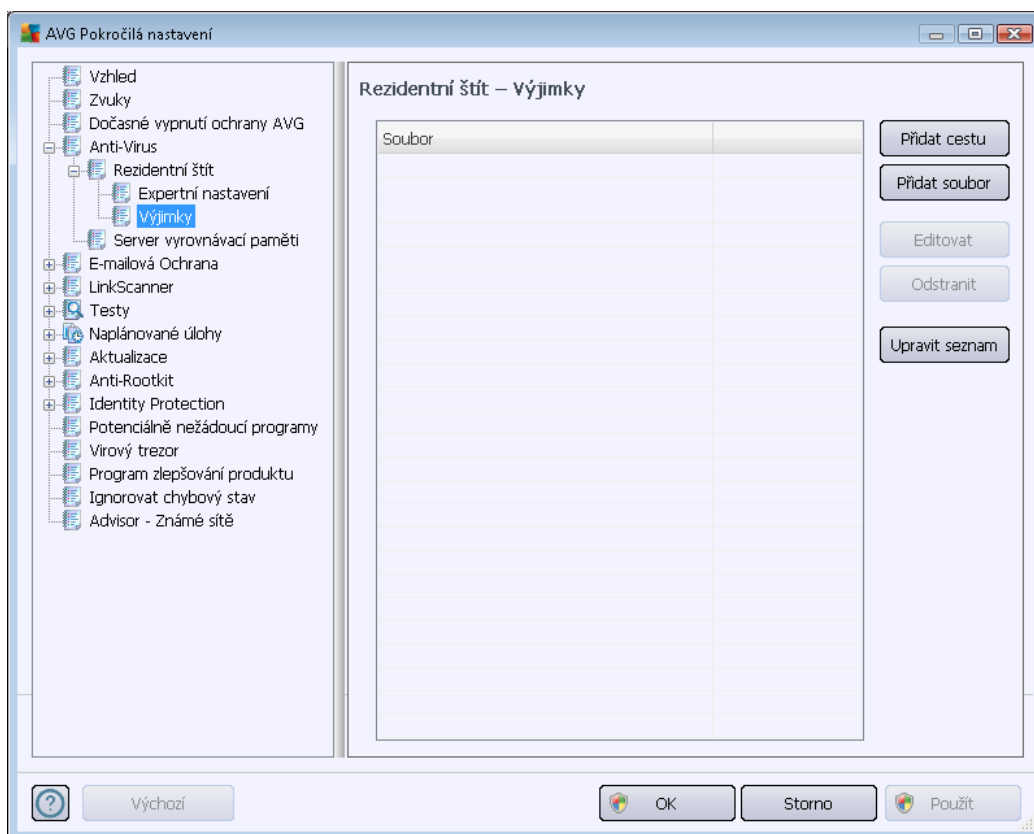 AVG Pokročilá nastavení
Vzhled
Zvuky
Dočasné vypnutí ochrany AVG
Anti-Virus
Rezidentní štít
Expertní nastavení
Výjimky
Server vyrovnávací paměti
E-mailová Ochrana
LinkScanner
Testy
Naplánované úlohy
Aktualizace
Anti-Rootkit
Identity Protection
Potenciálně nežádoucí programy
Virový trezor
Program zlepšování produktu
Ignorovat chybový stav
Advisor - Známé sítě
Rezidentní štít – Výjimky
Soubor
Přidat cestu
Přidat soubor
Editovat
Odstranit
Upravit seznam
Výchozí
OK
Storno
Použít